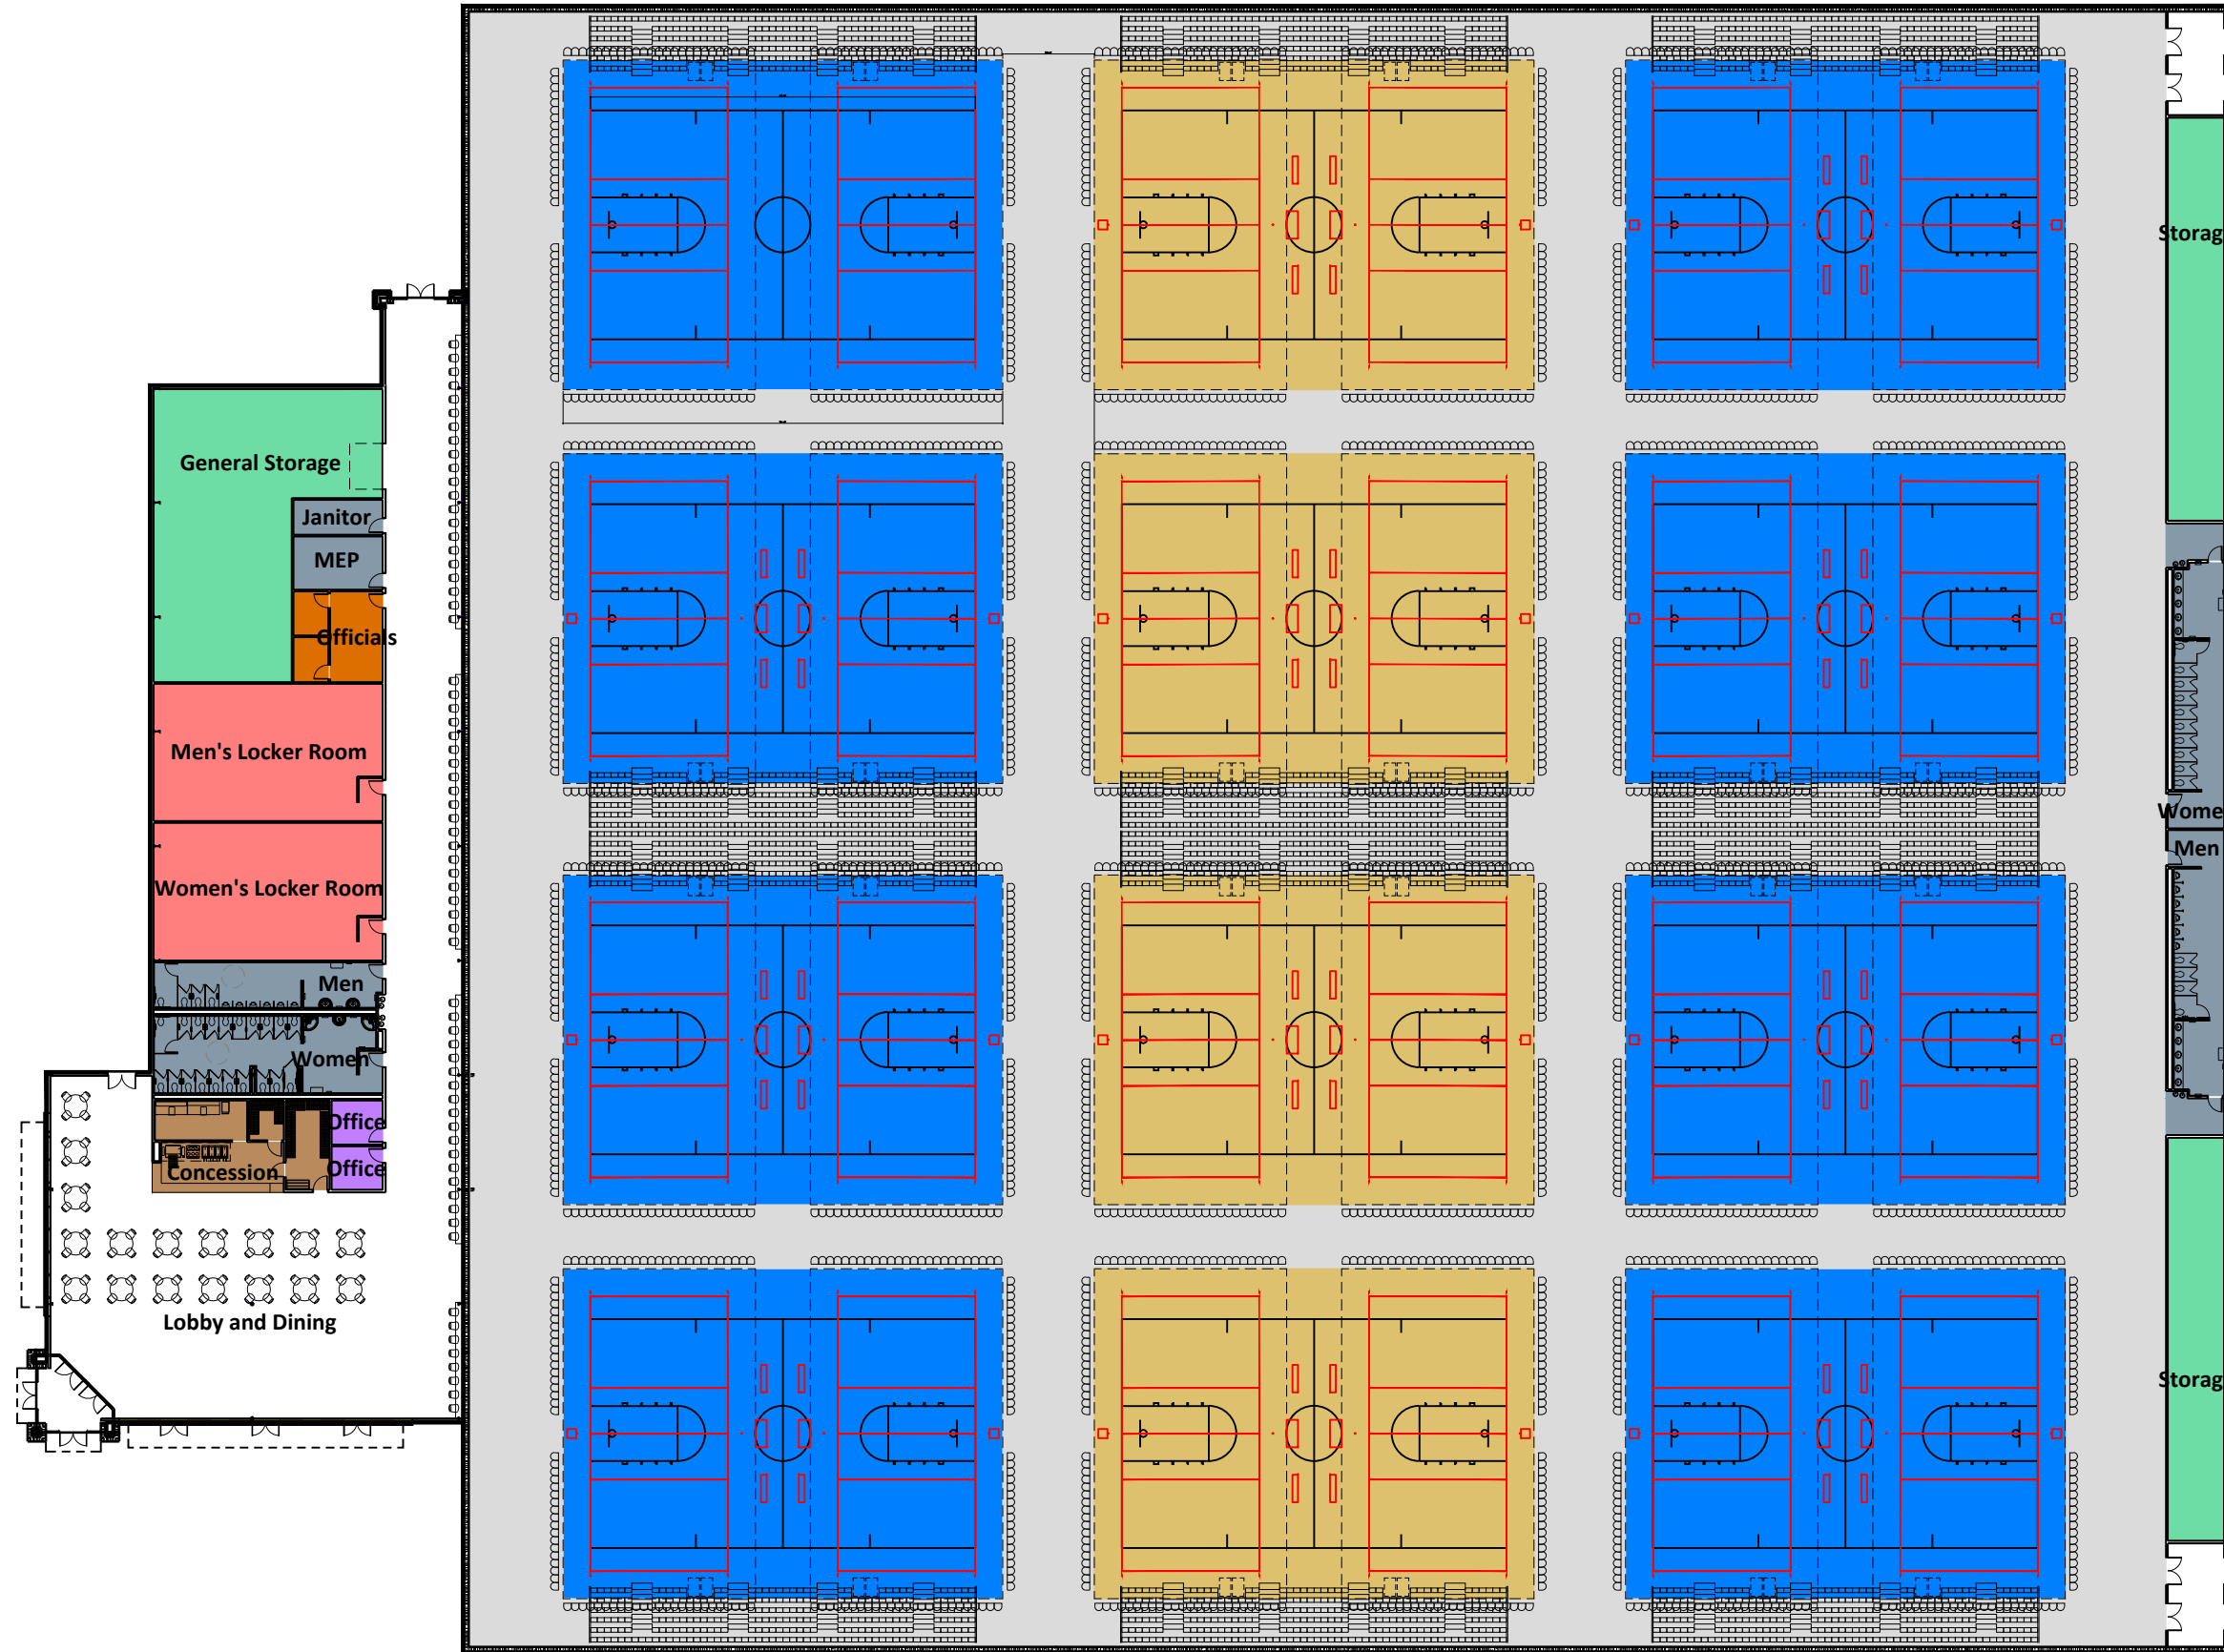 Storag
General Storage
Janitor
MEP
Officials
Men's Locker Room
Wome
Men
Women's Locker Room
Men
Women
Office
Office
Concession
Lobby and Dining
Storag